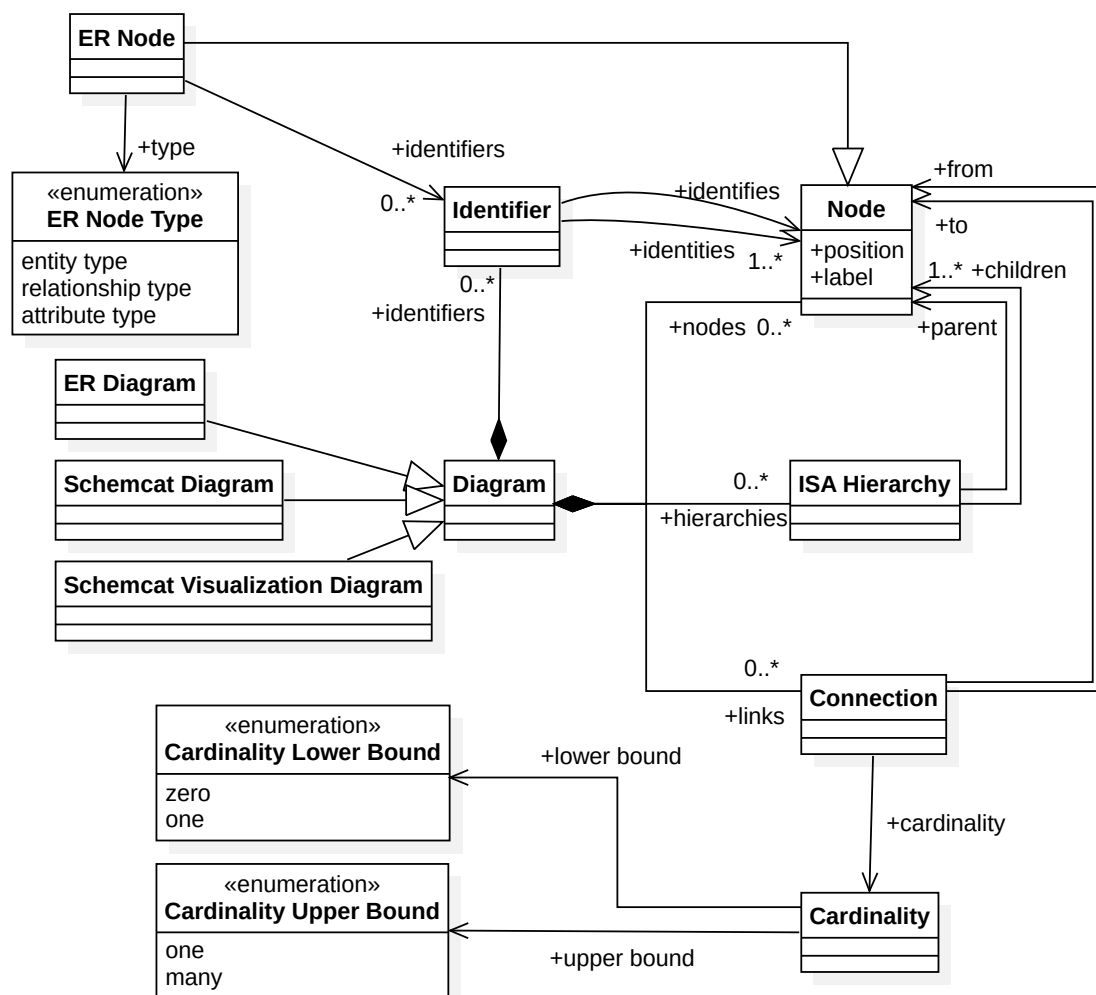 ER Node
+type
+identifiers
«enumeration»
ER Node Type
entity type
relationship type
attribute type
0..*
Identifier
+identifies
+identities
1..*
Node
+position
+label
+from
+to
1..* +children
+parent
+nodes 0..*
0..*
+identifiers
ER Diagram
Schemcat Diagram
Schemcat Visualization Diagram
Diagram
0..*
+hierarchies
ISA Hierarchy
0..*
+links
Connection
+cardinality
«enumeration»
Cardinality Lower Bound
zero
one
+lower bound
«enumeration»
Cardinality Upper Bound
one
many
+upper bound
Cardinality